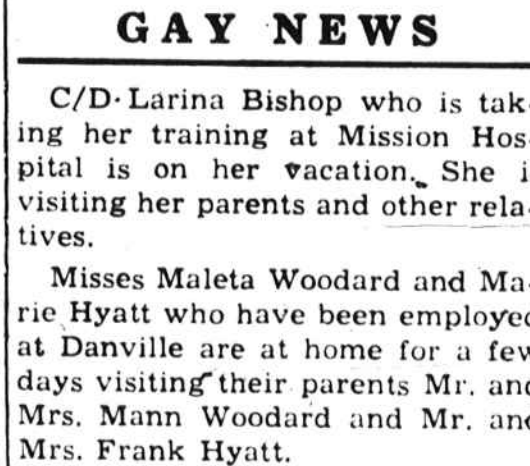 GAY NEWS
C/D. Larina Bishop who is tak-
ing her training at Mission Hos-
pital is on her vacation. She i
visiting her parents and other rela-
tives.
Misses Maleta Woodard and Ma-
rie Hyatt who have been employed
at Danville are at home for a few
days visiting their parents Mr. and
Mrs. Mann Woodard and Mr. and
Mrs. Frank Hyatt.